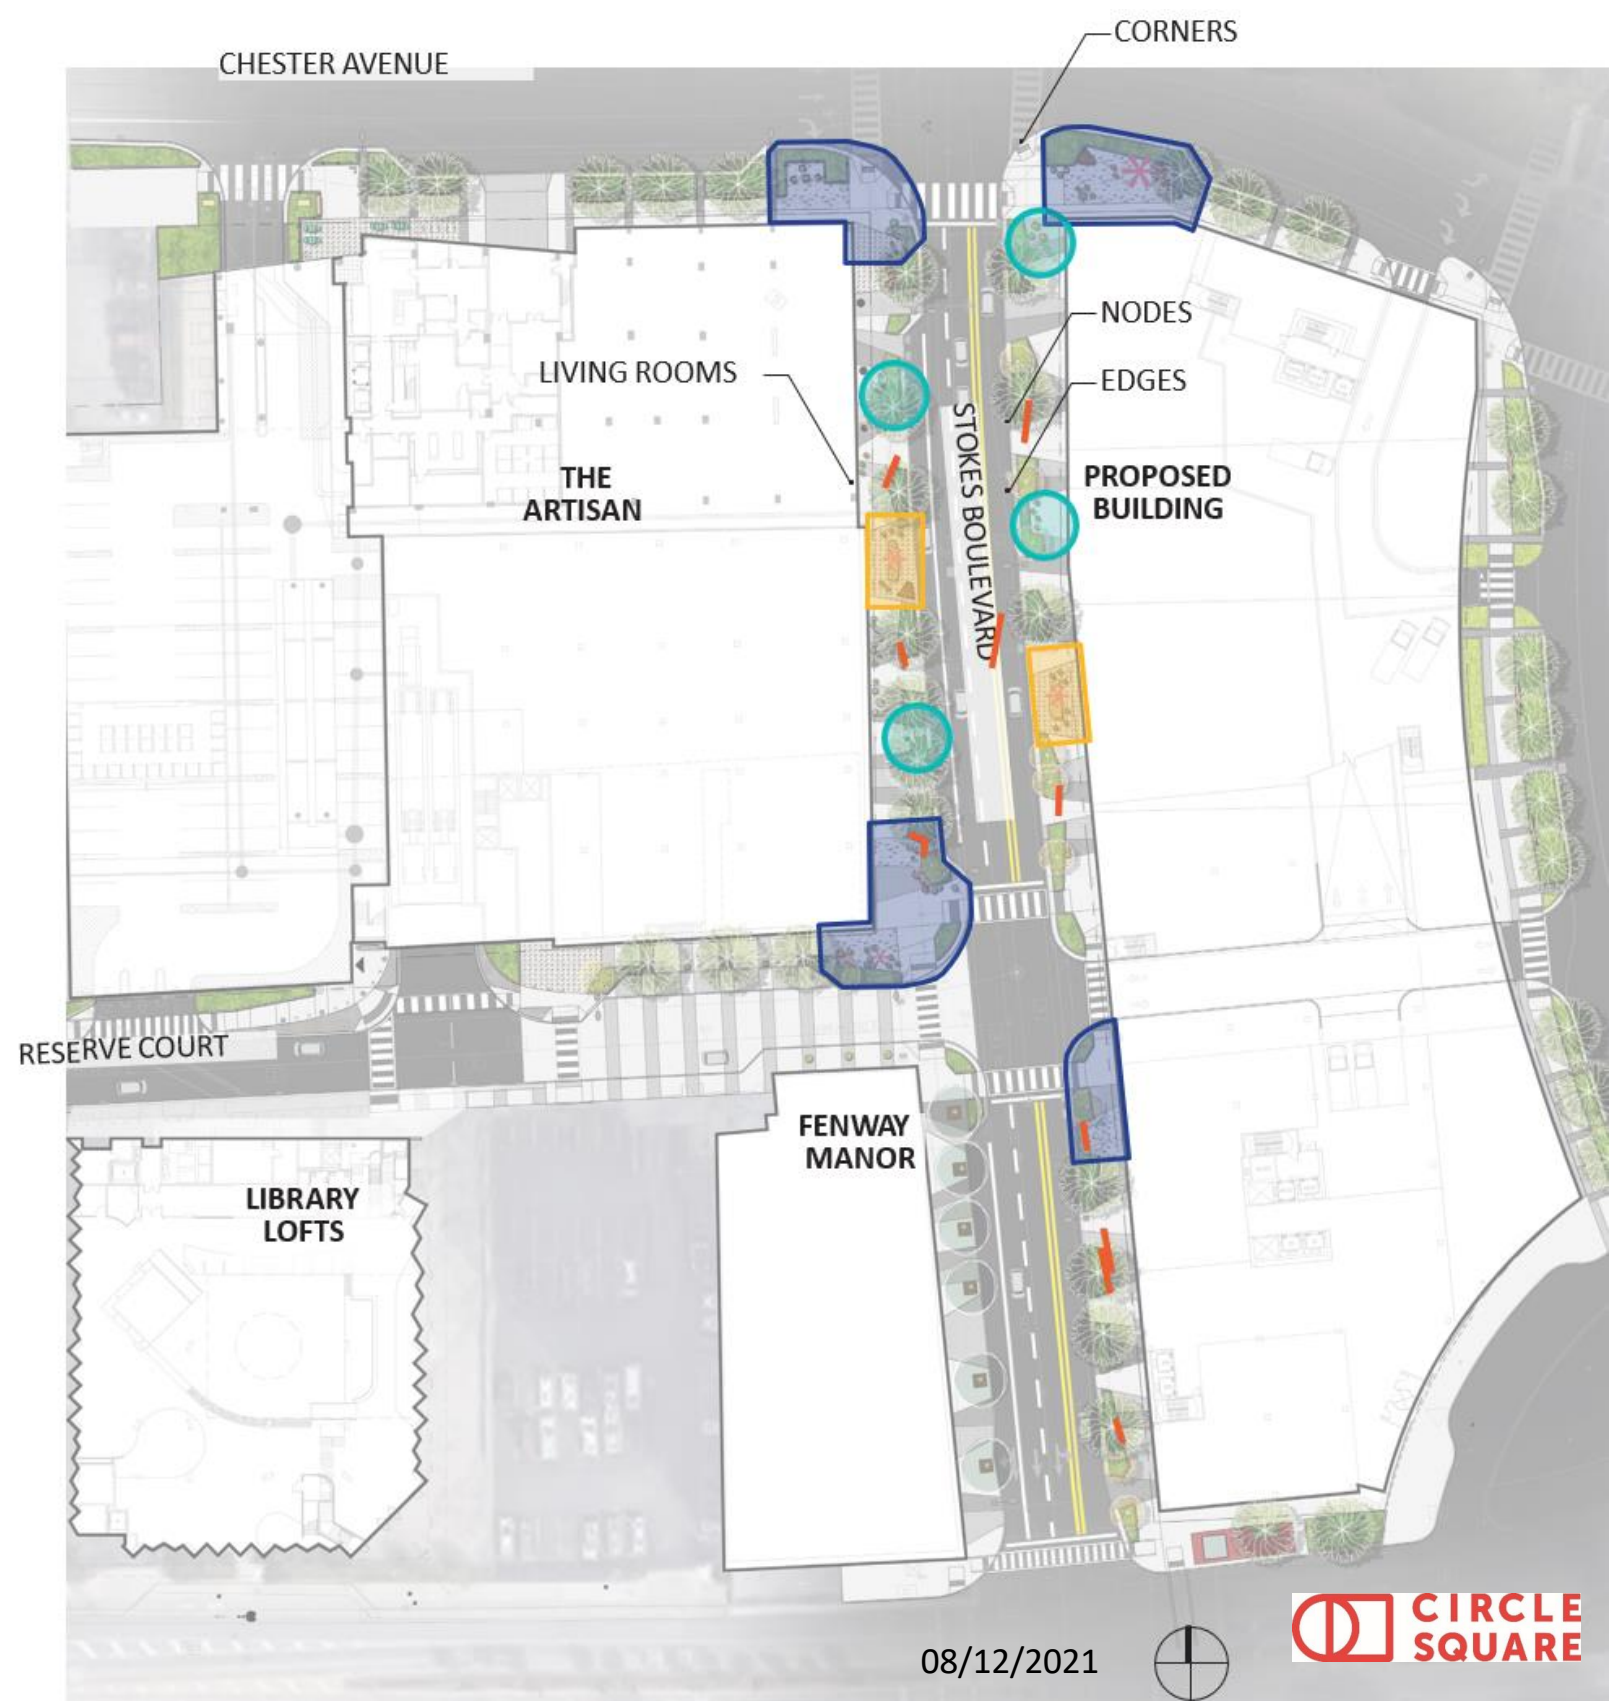 CORNERS
CHESTER AVENUE
NODES
LIVING ROOMS
EDGES
STOKES BOULEVARD
THE
ARTISAN
PROPOSED
BUILDING
RESERVE COURT
FENWAY
MANOR
LIBRARY
LOFTS
08/12/2021
CIRCLE
SQUARE